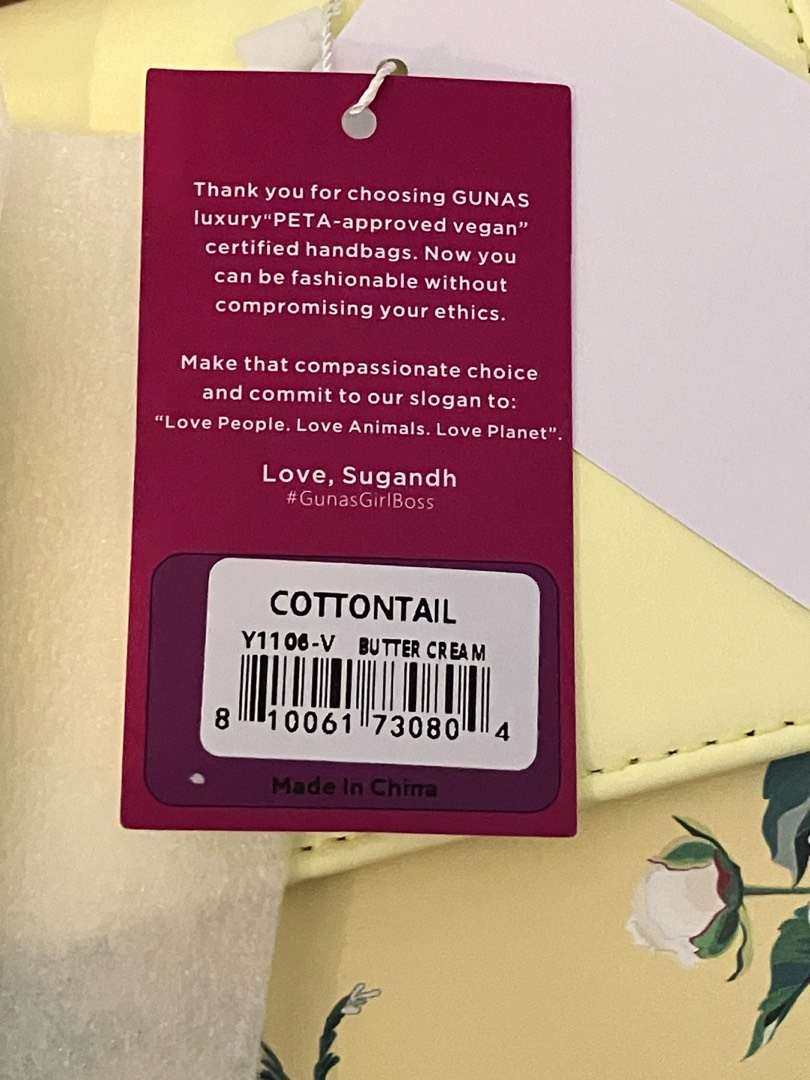 Thank you for choosing GUNAS
luxury“PETA-approved vegan”
certified handbags. Now you
can be fashionable without
compromising your ethics.
Make that compassionate choice
and commit to our slogan to:
“Love People. Love Animals. Love Planet”.
Love, Sugandh
#GunasGirlBoss
COTTONTAIL
Y1106-V BUTTER CREAM
8 10061 73080 4
Made In China